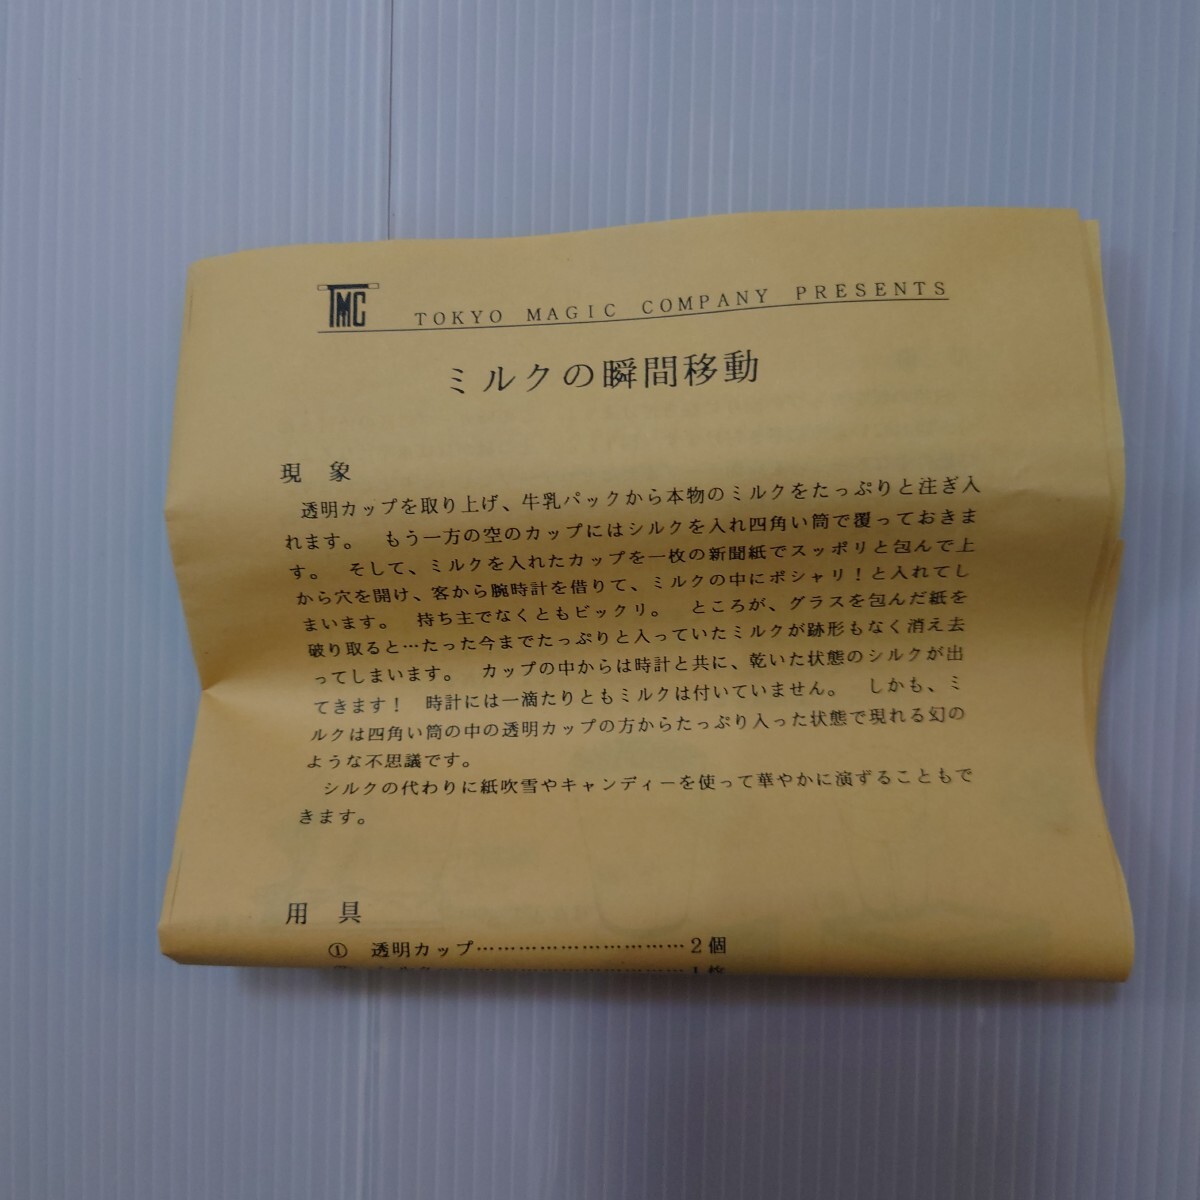 TMC TOKYO MAGIC COMPANY PRESENTS
ミルクの瞬間移動
現 象
透明カップを取り上げ、牛乳パックから本物のミルクをたっぷりと注ぎ入
れます。 もう一方の空のカップにはシルクを入れ四角い筒で覆っておきま
す。 そして、ミルクを入れたカップを一枚の新聞紙でスッポリと包んで上
から穴を開け、客から腕時計を借りて、ミルクの中にポシャリ！と入れてし
まいます。 持ち主でなくともビックリ。 ところが、グラスを包んだ紙を
破り取ると…たった今までたっぷりと入っていたミルクが跡形もなく消え去
ってしまいます。 カップの中からは時計と共に、乾いた状態のシルクが出
てきます！ 時計には一滴たりともミルクは付いていません。 しかも、ミ
ルクは四角い筒の中の透明カップの方からたっぷり入った状態で現れる幻の
ような不思議です。
シルクの代わりに紙吹雪やキャンディーを使って華やかに演ずることもで
きます。
用 具
① 透明カップ…………………………２個